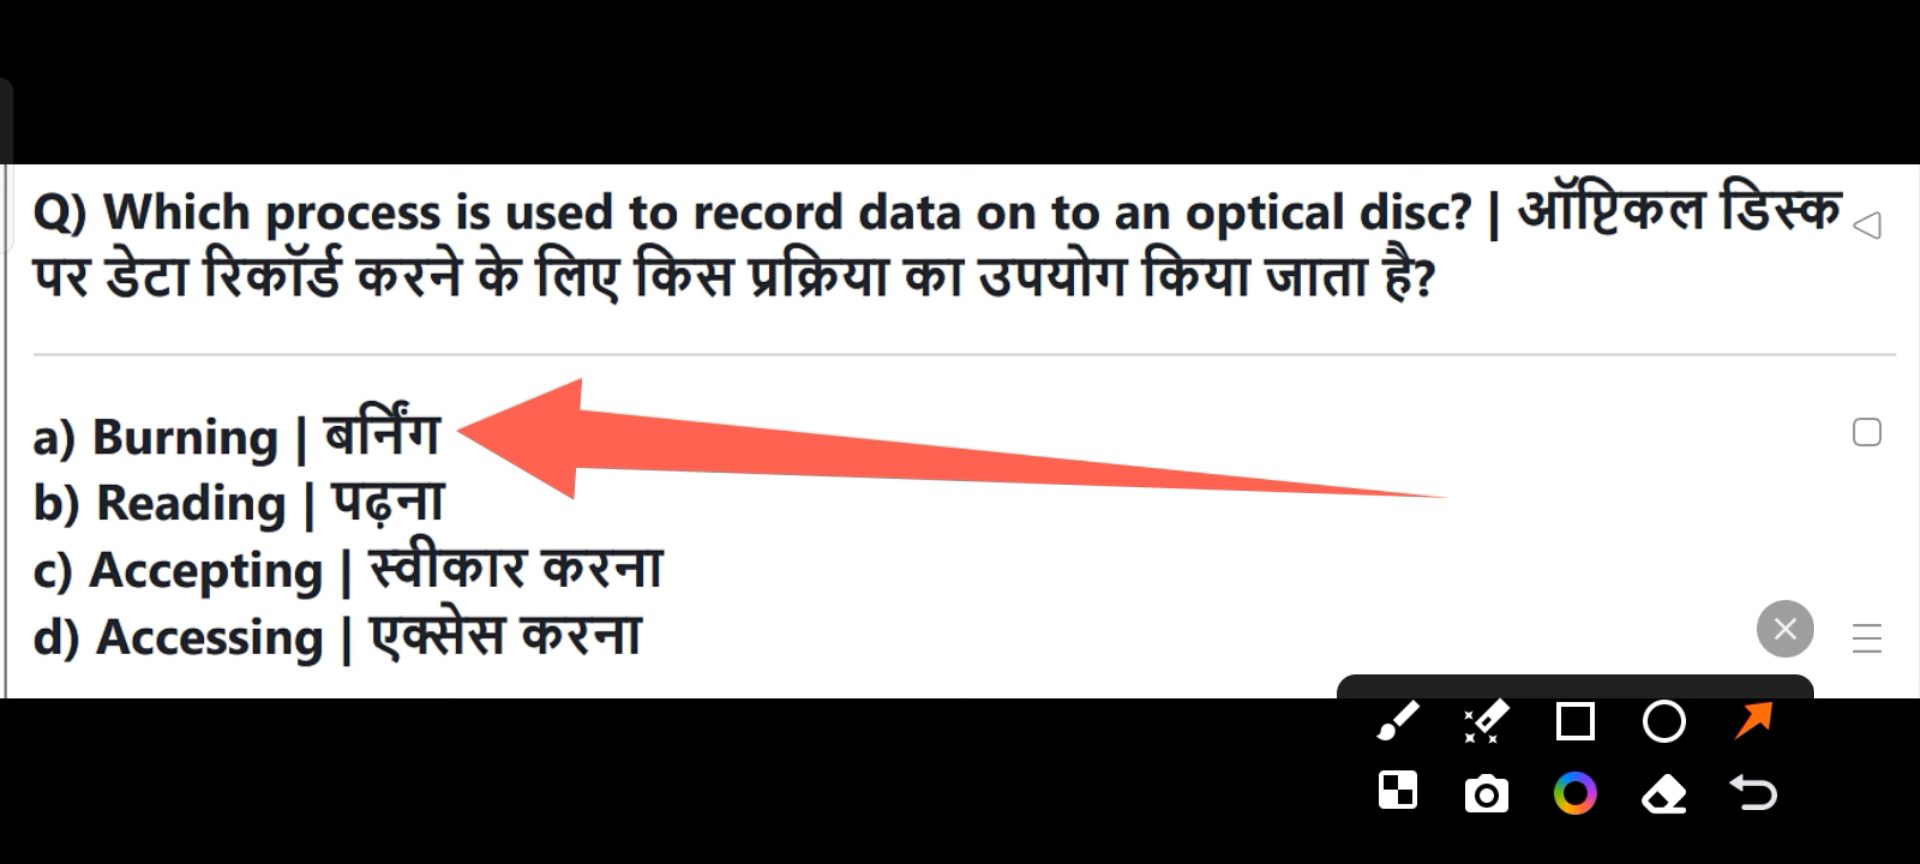 Q) Which process is used to record data on to an optical disc? | ऑप्टिकल डिस्क
पर डेटा रिकॉर्ड करने के लिए किस प्रक्रिया का उपयोग किया जाता है?
a) Burning | बर्निंग
b) Reading | पढ़ना
c) Accepting | स्वीकार करना
d) Accessing | एक्सेस करना